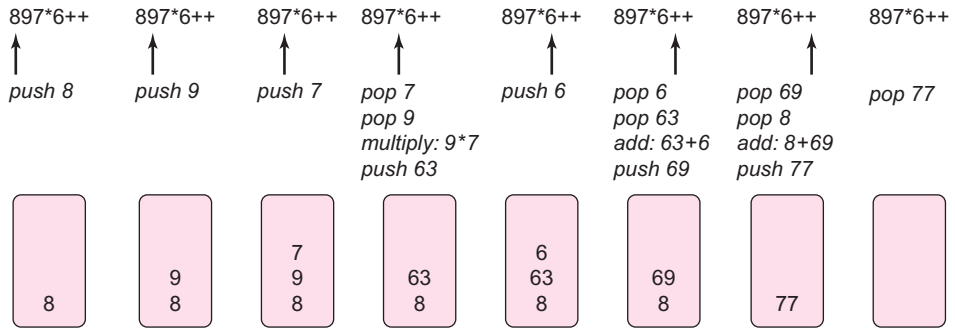 897*6++
897*6++
897*6++
897*6++
897*6++
897*6++
897*6++
897*6++
push 8
push 9
push 7
pop 7
pop 9
multiply: 9*7
push 63
push 6
pop 6
pop 63
add: 63+6
push 69
pop 69
pop 8
add: 8+69
push 77
pop 77
8
9
8
7
9
8
63
8
6
63
8
69
8
77